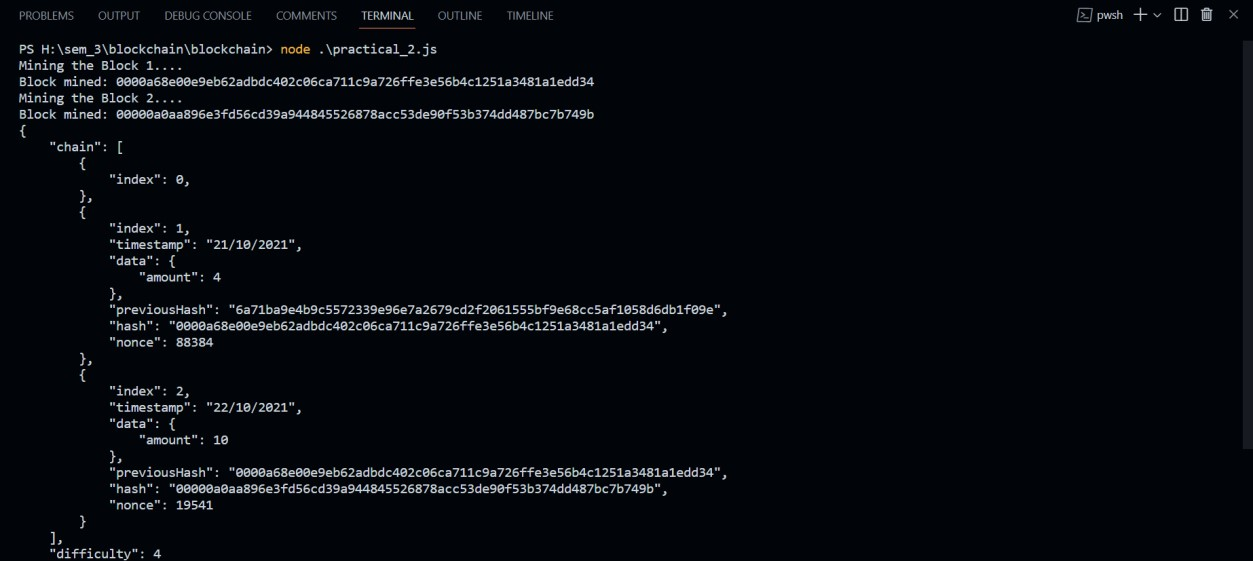 PROBLEMS OUTPUT DEBUG CONSOLE COMMENTS TERMINAL OUTLINE TIMELINE pwsh
PS H:\sem_3\blockchain\blockchain> node .\practical_2.js
Mining the Block 1....
Block mined: 0000a68e00e9eb62adbdc402c06ca711c9a726ffe3e56b4c1251a3481a1edd34
Mining the Block 2....
Block mined: 00000a0aa896e3fd56cd39a944845526878acc53de90f53b374dd487bc7b749b
{
    "chain": [
        {
            "index": 0,
        },
        {
            "index": 1,
            "timestamp": "21/10/2021",
            "data": {
                "amount": 4
            },
            "previousHash": "6a71ba9e4b9c5572339e96e7a2679cd2f2061555bf9e68cc5af1058d6db1f09e",
            "hash": "0000a68e00e9eb62adbdc402c06ca711c9a726ffe3e56b4c1251a3481a1edd34",
            "nonce": 88384
        },
        {
            "index": 2,
            "timestamp": "22/10/2021",
            "data": {
                "amount": 10
            },
            "previousHash": "0000a68e00e9eb62adbdc402c06ca711c9a726ffe3e56b4c1251a3481a1edd34",
            "hash": "00000a0aa896e3fd56cd39a944845526878acc53de90f53b374dd487bc7b749b",
            "nonce": 19541
        }
    ],
    "difficulty": 4